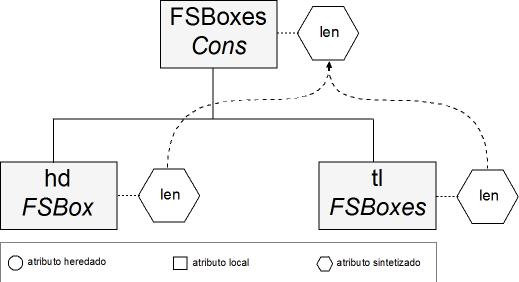 FSBoxes
Cons
len
hd
FSBox
len
tl
FSBoxes
len
atributo heredado
atributo local
atributo sintetizado